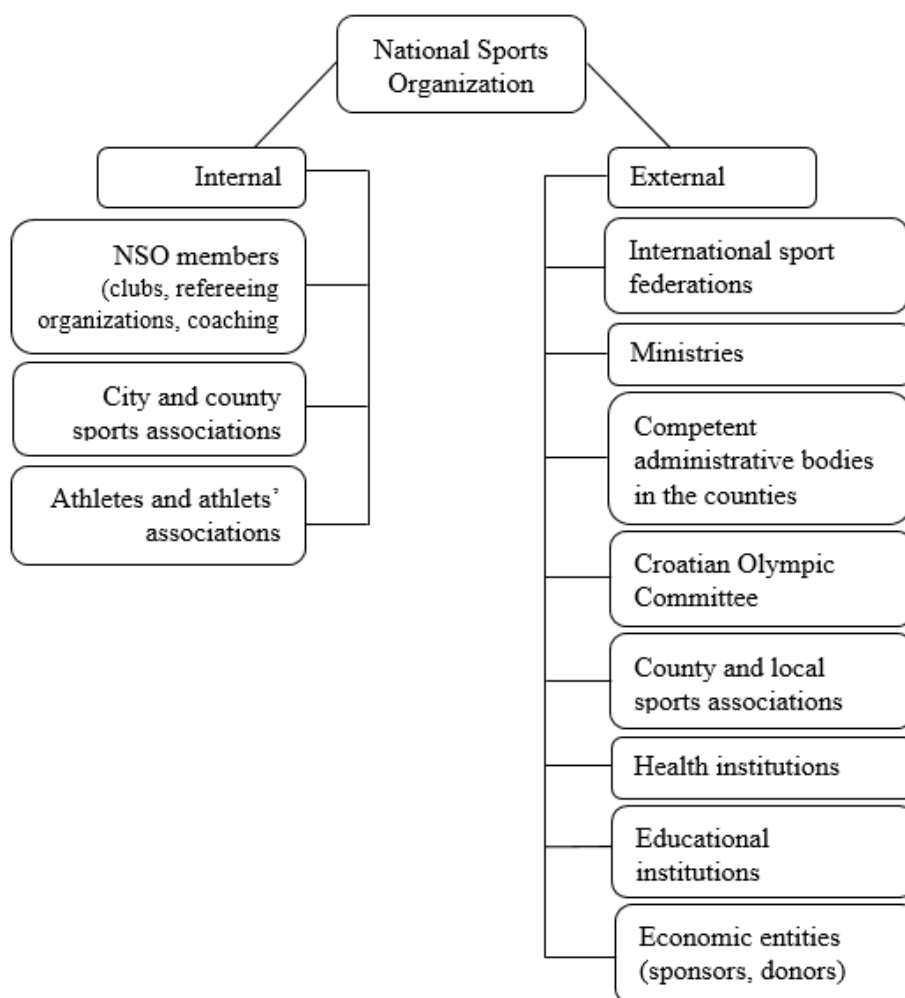 National Sports
Organization
Internal
NSO members
(clubs, refereeing
organizations, coaching
City and county
sports associations
Athletes and athlets’
associations
External
International sport
federations
Ministries
Competent
administrative bodies
in the counties
Croatian Olympic
Committee
County and local
sports associations
Health institutions
Educational
institutions
Economic entities
(sponsors, donors)